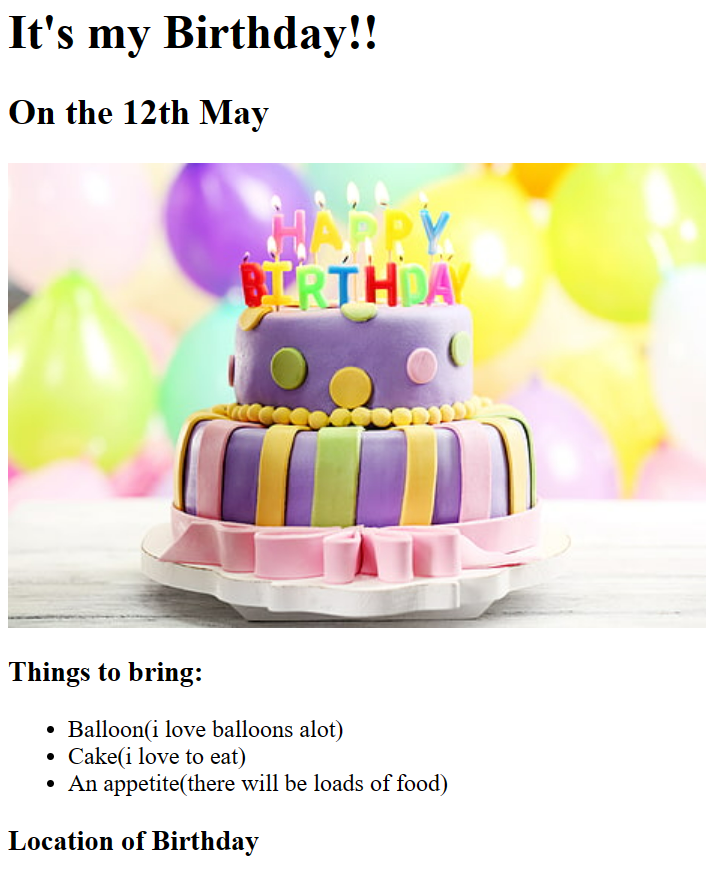 It's my Birthday!!
On the 12th May
HAPPY
BIRTHDAY
Things to bring:
Balloon(i love balloons alot)
Cake(i love to eat)
An appetite(there will be loads of food)
Location of Birthday